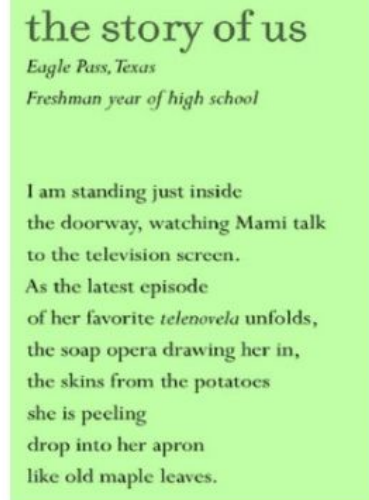 the story of us
Eagle Pass, Texas
Freshman year of high school
I am standing just inside
the doorway, watching Mami talk
to the television screen.
As the latest episode
of her favorite telenovela unfolds,
the soap opera drawing her in,
the skins from the potatoes
she is peeling
drop into her apron
like old maple leaves.